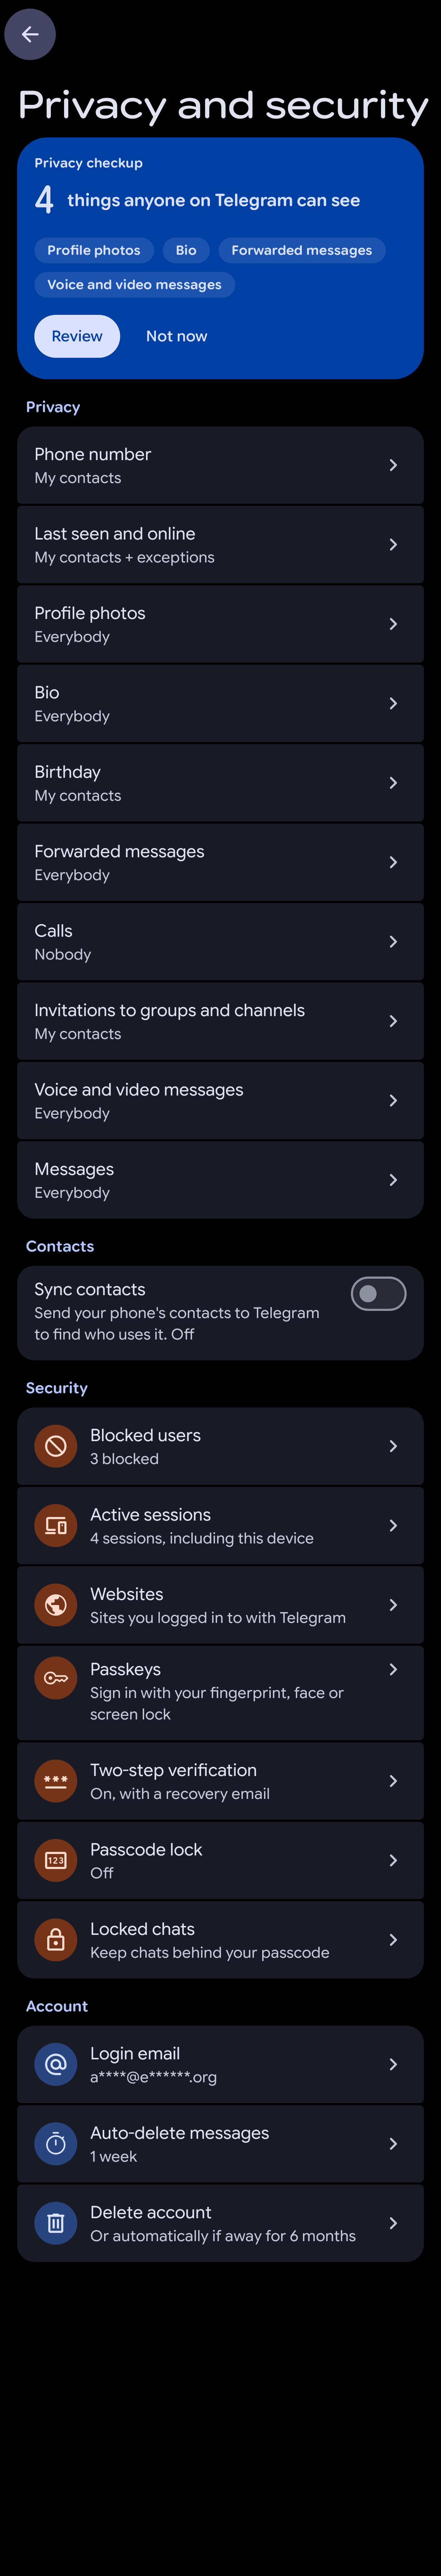 Privacy and security
Privacy checkup
4 things anyone on Telegram can see
Profile photos Bio Forwarded messages
Voice and video messages
Review Not now
Privacy
Phone number
My contacts
Last seen and online
My contacts + exceptions
Profile photos
Everybody
Bio
Everybody
Birthday
My contacts
Forwarded messages
Everybody
Calls
Nobody
Invitations to groups and channels
My contacts
Voice and video messages
Everybody
Messages
Everybody
Contacts
Sync contacts
Send your phone's contacts to Telegram
to find who uses it. Off
Security
Blocked users
3 blocked
Active sessions
4 sessions, including this device
Websites
Sites you logged in to with Telegram
Passkeys
Sign in with your fingerprint, face or
screen lock
Two-step verification
On, with a recovery email
Passcode lock
Off
Locked chats
Keep chats behind your passcode
Account
Login email
a****@e******.org
Auto-delete messages
1 week
Delete account
Or automatically if away for 6 months